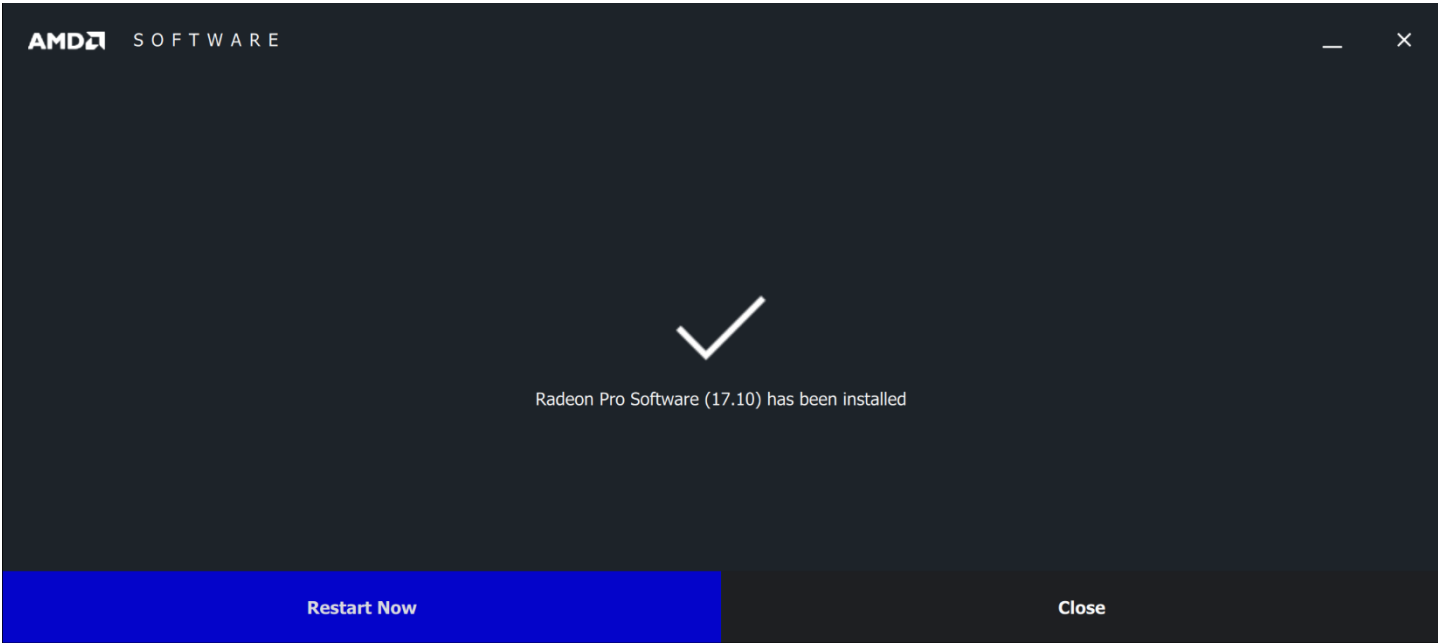 AMD SOFTWARE
Radeon Pro Software (17.10) has been installed
Restart Now
Close